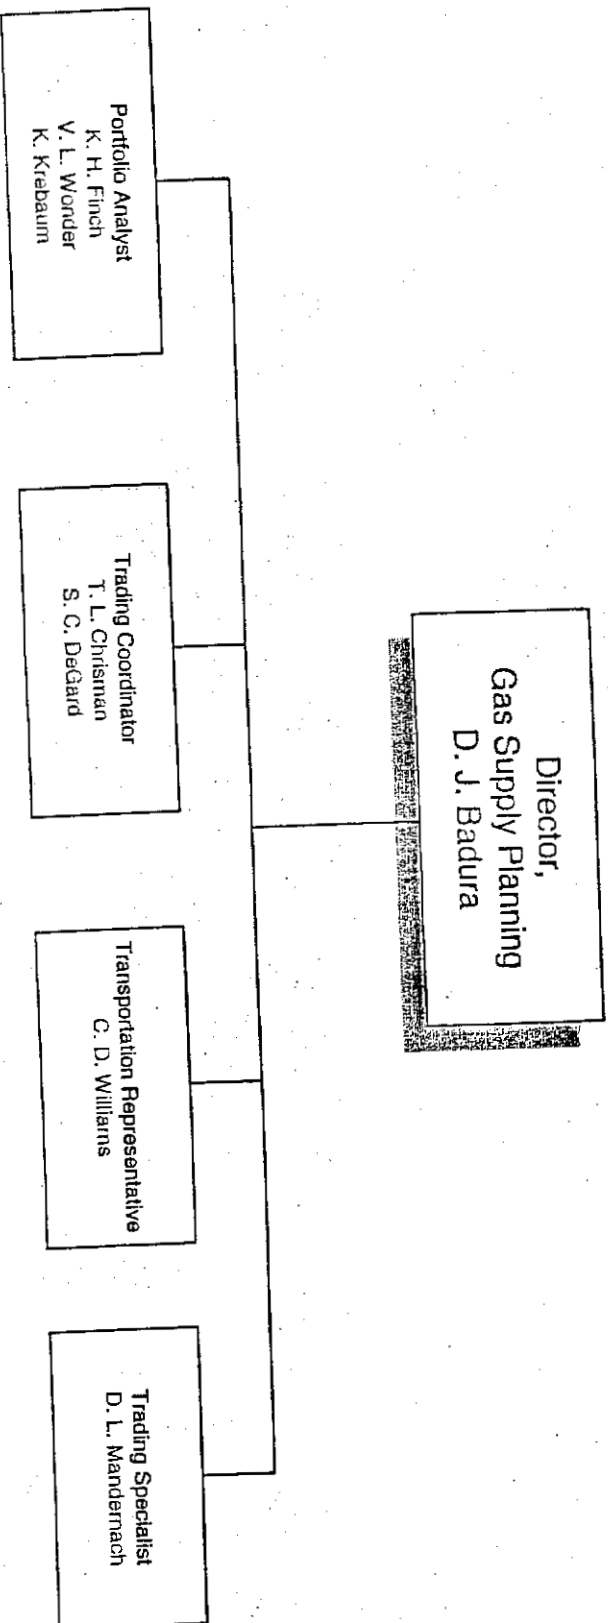 Director,
Gas Supply Planning
D. J. Badura
Portfolio Analyst
K. H. Finch
V. L. Wonder
K. Krebaum
Trading Coordinator
T. L. Chrisman
S. C. DeGard
Transportation Representative
C. D. Williams
Trading Specialist
D. L. Mandernach